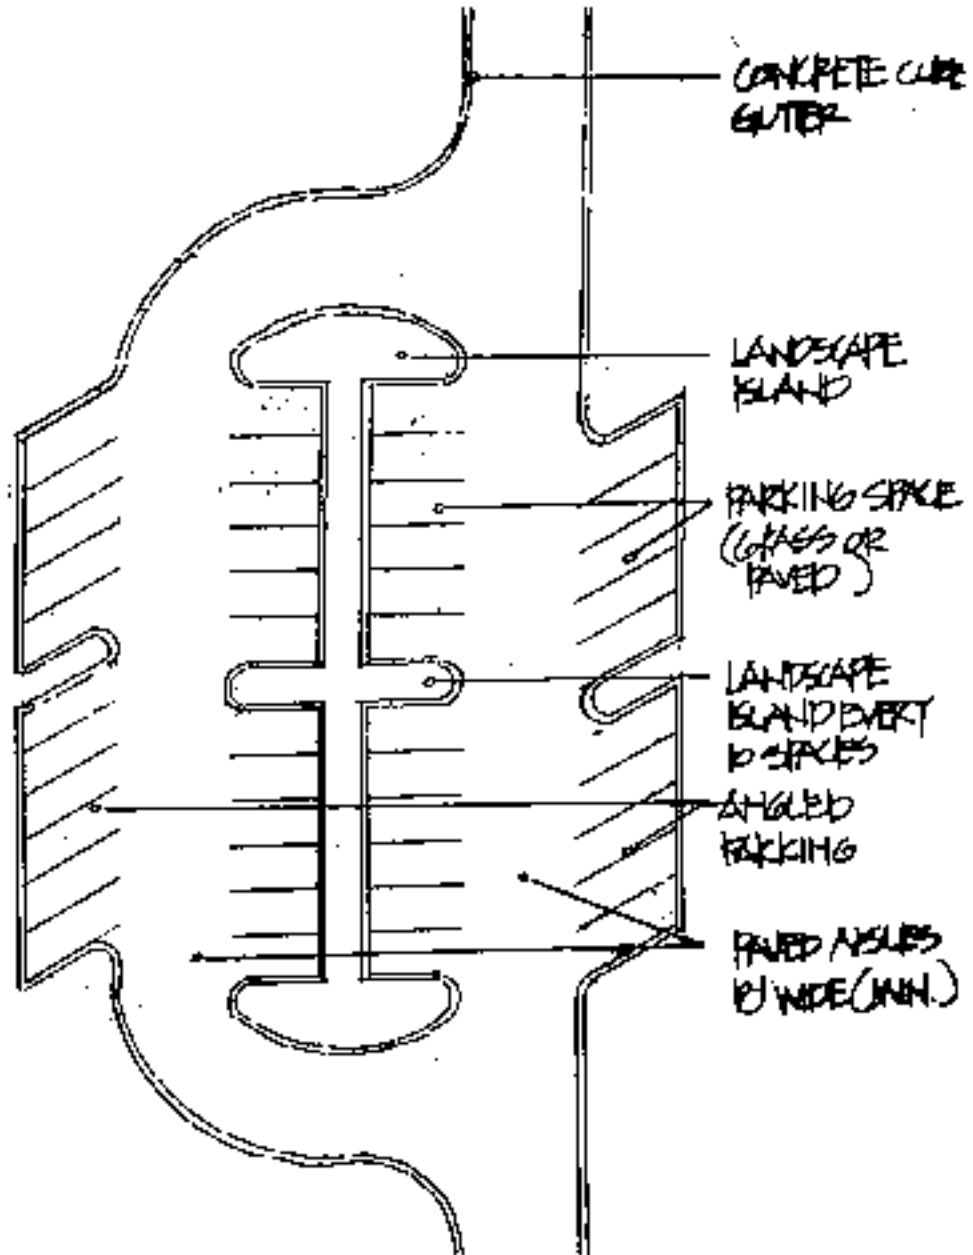 CONCRETE CURB
GUTTER
LANDSCAPE
ISLAND
PARKING SPACE
(GRASS OR
PAVED)
LANDSCAPE
ISLAND EVERY
10 SPACES
ANGLED
PARKING
PAVED AISLES
WIDE (MIN.)